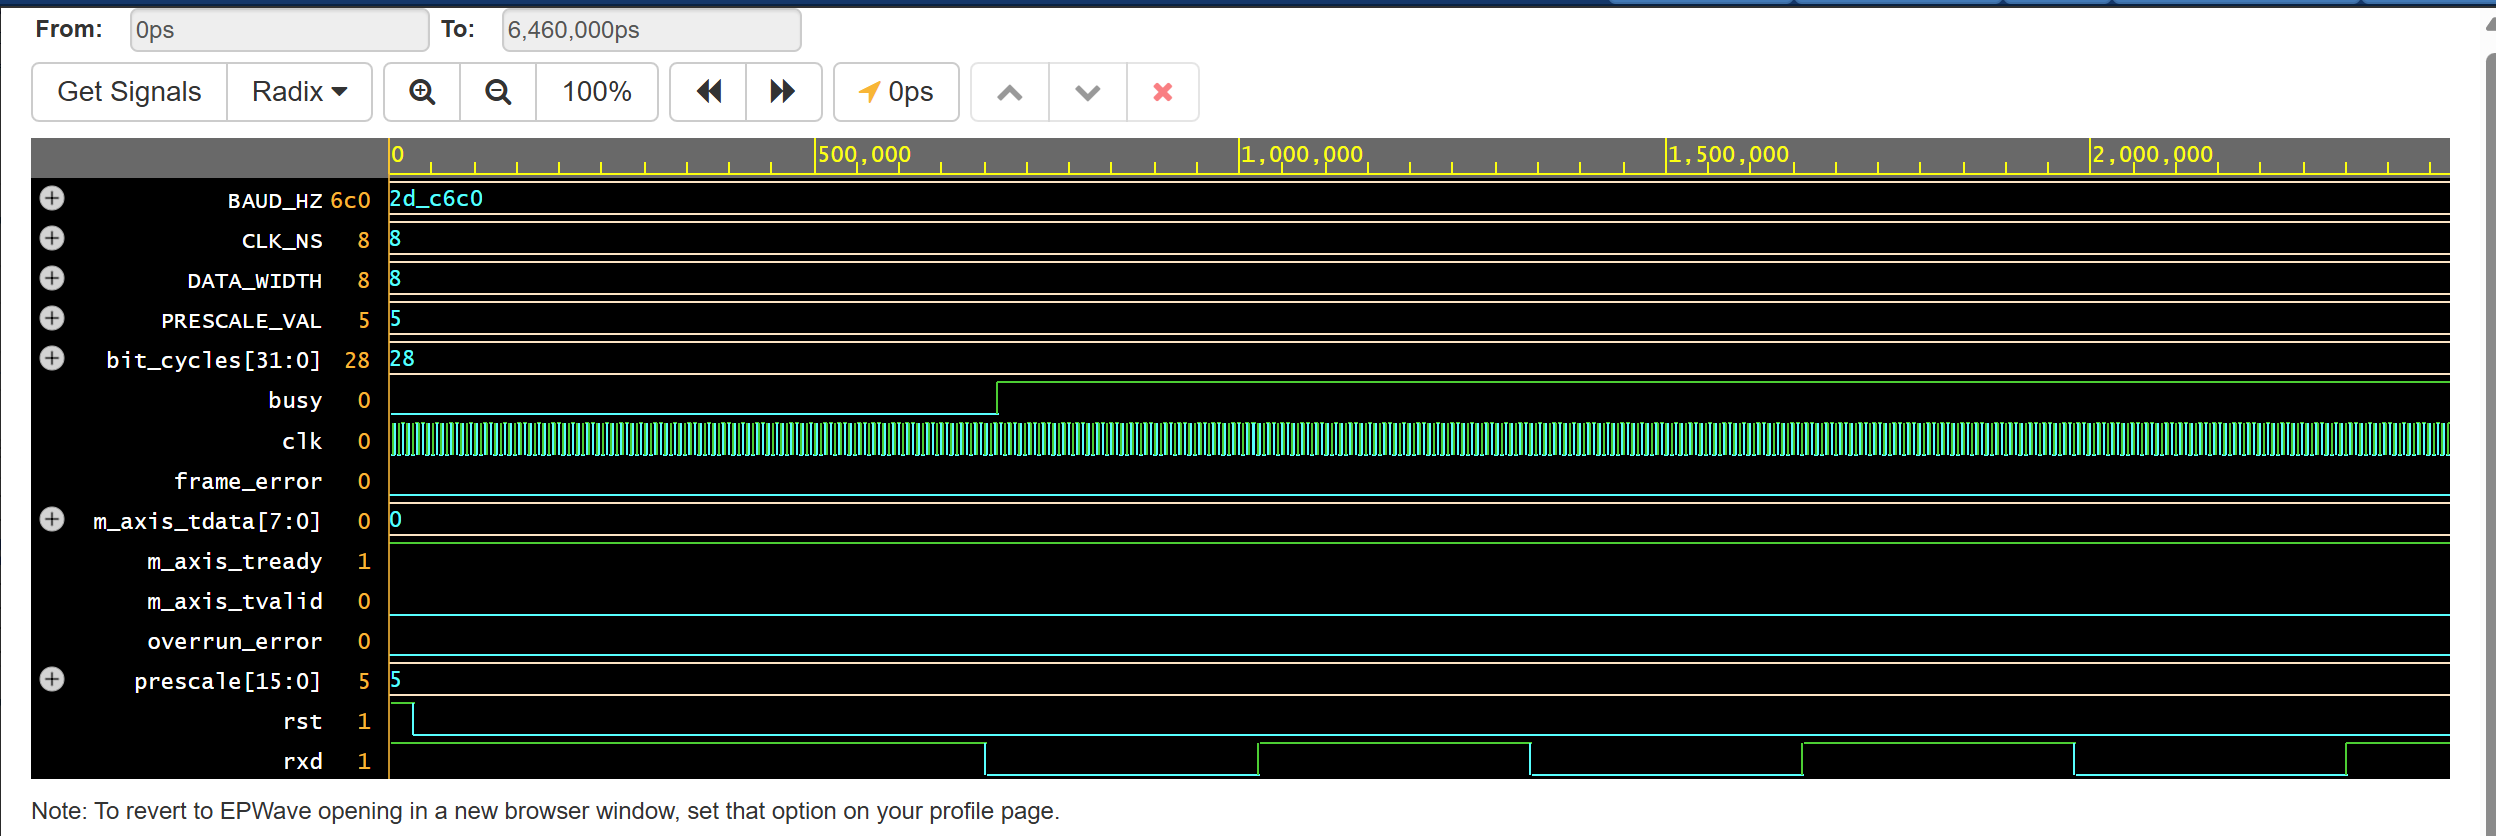 From: 0ps To: 6,460,000ps
Get Signals Radix 100% 0ps
0 500,000 1,000,000 1,500,000 2,000,000
BAUD_HZ 6c0 2d_c6c0
CLK_NS 8 8
DATA_WIDTH 8 8
PRESCALE_VAL 5 5
bit_cycles[31:0] 28 28
busy 0
clk 0
frame_error 0
m_axis_tdata[7:0] 0 0
m_axis_tready 1
m_axis_tvalid 0
overrun_error 0
prescale[15:0] 5 5
rst 1
rxd 1
Note: To revert to EPWave opening in a new browser window, set that option on your profile page.